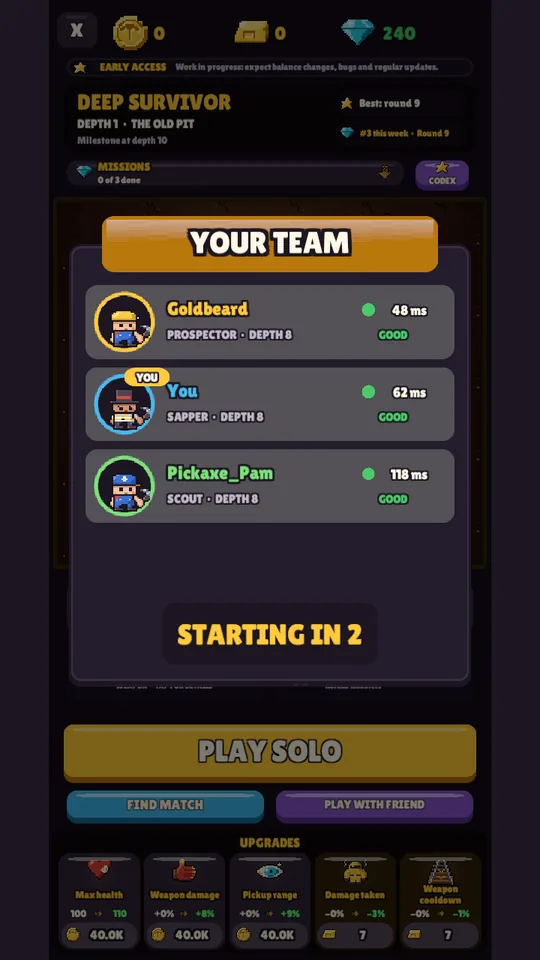 X
0
0
240
EARLY ACCESS Work in progress: expect balance changes, bugs and regular updates.
DEEP SURVIVOR
DEPTH 1 · THE OLD PIT
Milestone at depth 10
Best: round 9
#3 this week · Round 9
MISSIONS
0 of 3 done
CODEX
YOUR TEAM
Goldbeard
PROSPECTOR · DEPTH 8
48 ms
GOOD
YOU
You
SAPPER · DEPTH 8
62 ms
GOOD
Pickaxe_Pam
SCOUT · DEPTH 8
118 ms
GOOD
STARTING IN 2
PLAY SOLO
FIND MATCH
PLAY WITH FRIEND
UPGRADES
Max health
100 → 110
40.0K
Weapon damage
+0% → +8%
40.0K
Pickup range
+0% → +9%
40.0K
Damage taken
-0% → -3%
7
Weapon cooldown
-0% → -1%
7